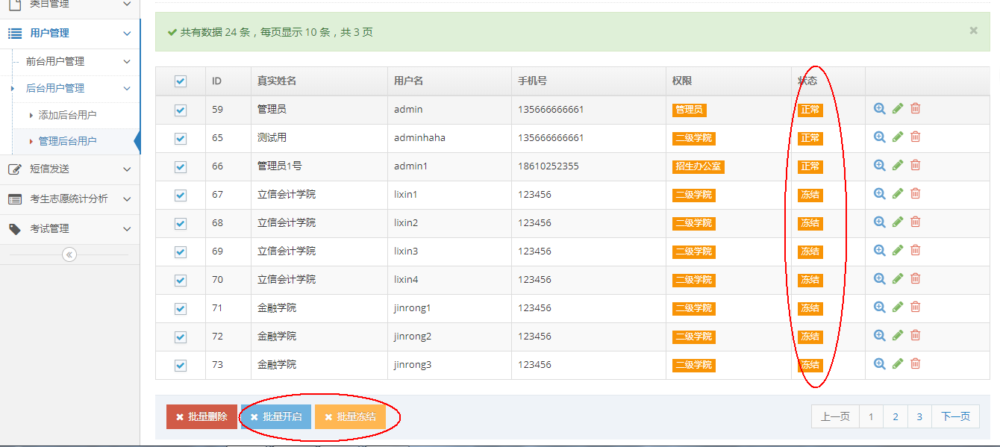 类目管理
用户管理
前台用户管理
后台用户管理
添加后台用户
管理后台用户
短信发送
考生志愿统计分析
考试管理
共有数据 24 条，每页显示 10 条，共 3 页
ID 真实姓名 用户名 手机号 权限 状态
59 管理员 admin 135666666661 管理员 正常
65 测试用 adminhaha 135666666661 二级学院 正常
66 管理员1号 admin1 18610252355 招生办公室 正常
67 立信会计学院 lixin1 123456 二级学院 冻结
68 立信会计学院 lixin2 123456 二级学院 冻结
69 立信会计学院 lixin3 123456 二级学院 冻结
70 立信会计学院 lixin4 123456 二级学院 冻结
71 金融学院 jinrong1 123456 二级学院 冻结
72 金融学院 jinrong2 123456 二级学院 冻结
73 金融学院 jinrong3 123456 二级学院 冻结
批量删除 批量开启 批量冻结 上一页 1 2 3 下一页